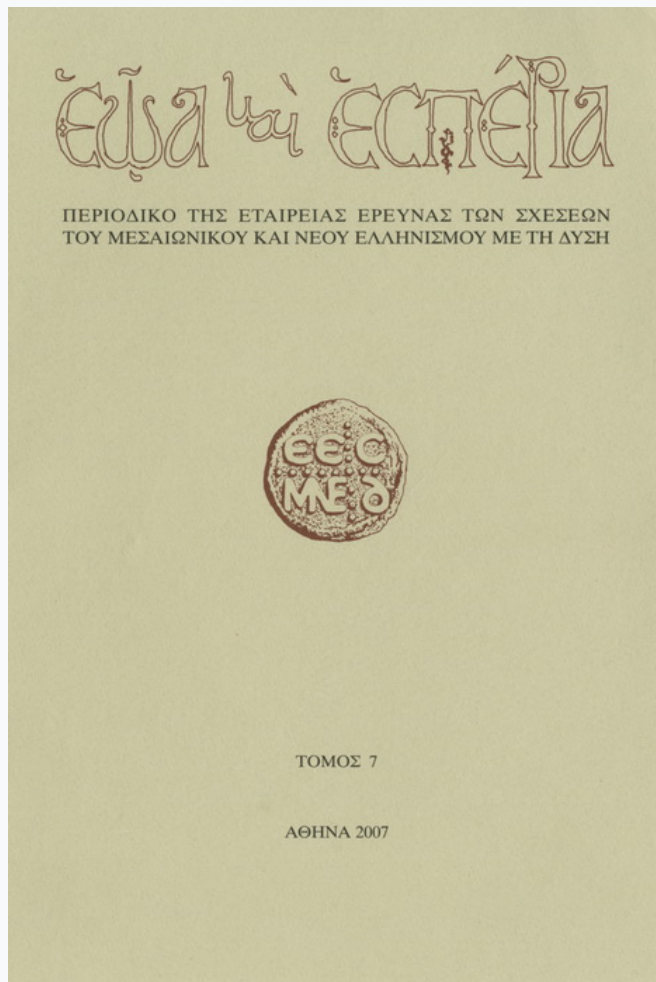 ἑῷα καὶ ἑσπέρια
ΠΕΡΙΟΔΙΚΟ ΤΗΣ ΕΤΑΙΡΕΙΑΣ ΕΡΕΥΝΑΣ ΤΩΝ ΣΧΕΣΕΩΝ
ΤΟΥ ΜΕΣΑΙΩΝΙΚΟΥ ΚΑΙ ΝΕΟΥ ΕΛΛΗΝΙΣΜΟΥ ΜΕ ΤΗ ΔΥΣΗ
ΕΕC
ΜΝΕΔ
ΤΟΜΟΣ 7
ΑΘΗΝΑ 2007